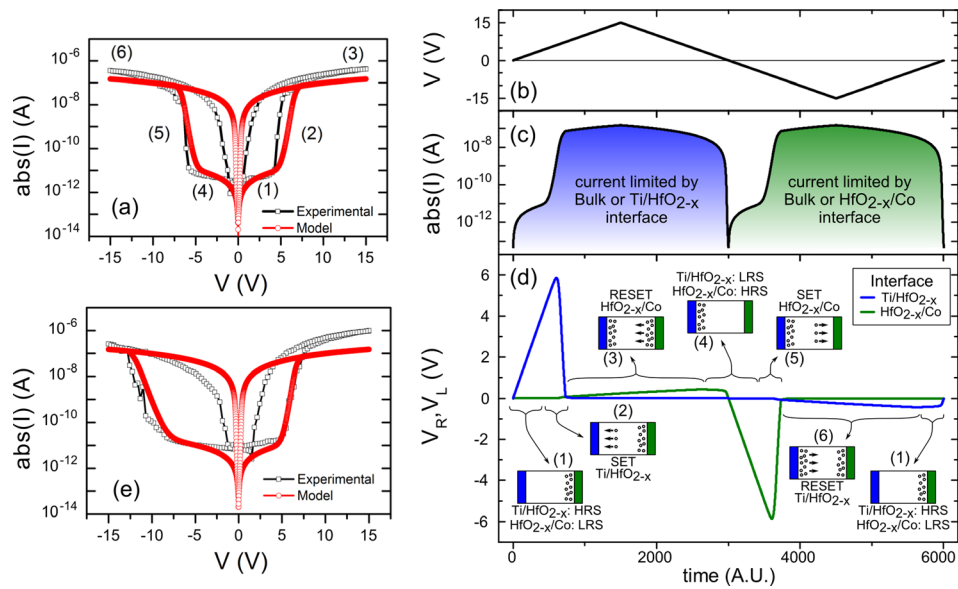 (a)
(6)
(3)
(5)
(2)
(4)
(1)
10⁻⁶
10⁻⁸
10⁻¹⁰
10⁻¹²
10⁻¹⁴
abs(I) (A)
Experimental
Model
-15 -10 -5 0 5 10 15
V (V)
(e)
10⁻⁶
10⁻⁸
10⁻¹⁰
10⁻¹²
10⁻¹⁴
abs(I) (A)
Experimental
Model
-15 -10 -5 0 5 10 15
V (V)
(b)
15
0
-15
V (V)
(c)
10⁻⁸
10⁻¹⁰
10⁻¹²
abs(I) (A)
current limited by
Bulk or Ti/HfO₂₋ₓ
interface
current limited by
Bulk or HfO₂₋ₓ/Co
interface
(d)
6
4
2
0
-2
-4
-6
V_R,V_L (V)
Interface
Ti/HfO₂₋ₓ
HfO₂₋ₓ/Co
RESET
HfO₂₋ₓ/Co
(3)
Ti/HfO₂₋ₓ: LRS
HfO₂₋ₓ/Co: HRS
(4)
SET
HfO₂₋ₓ/Co
(5)
(1)
Ti/HfO₂₋ₓ: HRS
HfO₂₋ₓ/Co: LRS
(2)
SET
Ti/HfO₂₋ₓ
(6)
RESET
Ti/HfO₂₋ₓ
(1)
Ti/HfO₂₋ₓ: HRS
HfO₂₋ₓ/Co: LRS
0 2000 4000 6000
time (A.U.)